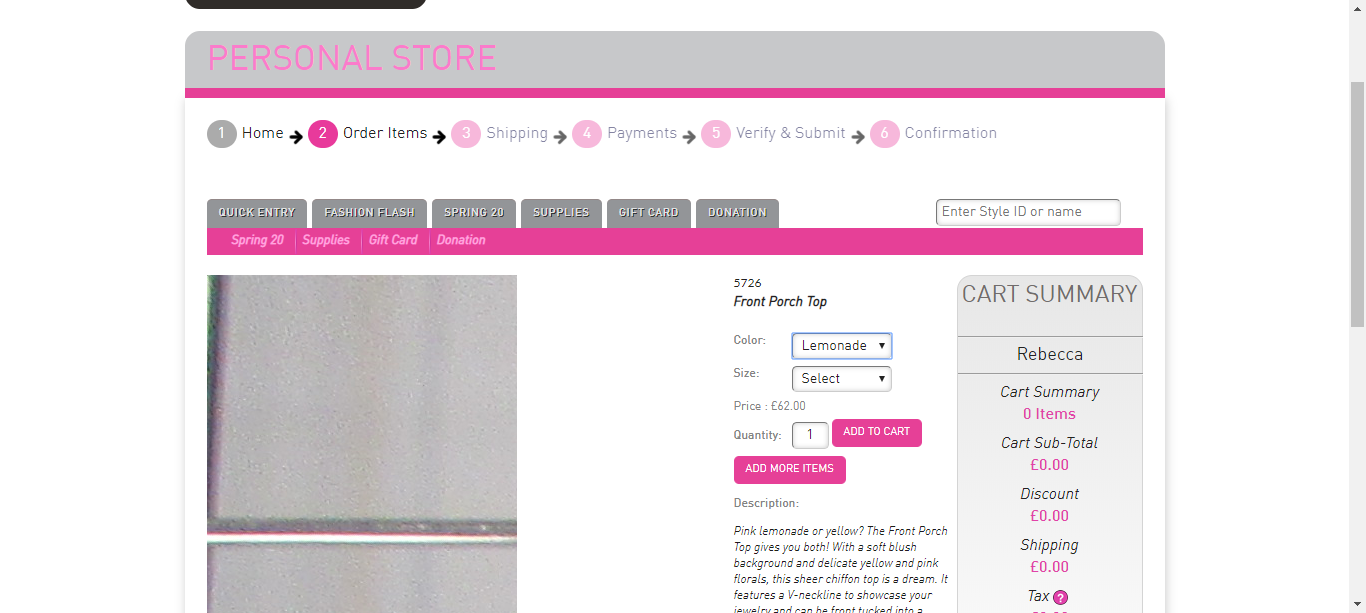 PERSONAL STORE
1 Home 2 Order Items 3 Shipping 4 Payments 5 Verify & Submit 6 Confirmation
QUICK ENTRY FASHION FLASH SPRING 20 SUPPLIES GIFT CARD DONATION
Enter Style ID or name
Spring 20 Supplies Gift Card Donation
5726
Front Porch Top
Color: Lemonade
Size: Select
Price : £62.00
Quantity: 1 ADD TO CART
ADD MORE ITEMS
Description:
Pink lemonade or yellow? The Front Porch
Top gives you both! With a soft blush
background and delicate yellow and pink
florals, this sheer chiffon top is a dream. It
features a V-neckline to showcase your
jewelry and can be front tucked into a
CART SUMMARY
Rebecca
Cart Summary
0 Items
Cart Sub-Total
£0.00
Discount
£0.00
Shipping
£0.00
Tax ?